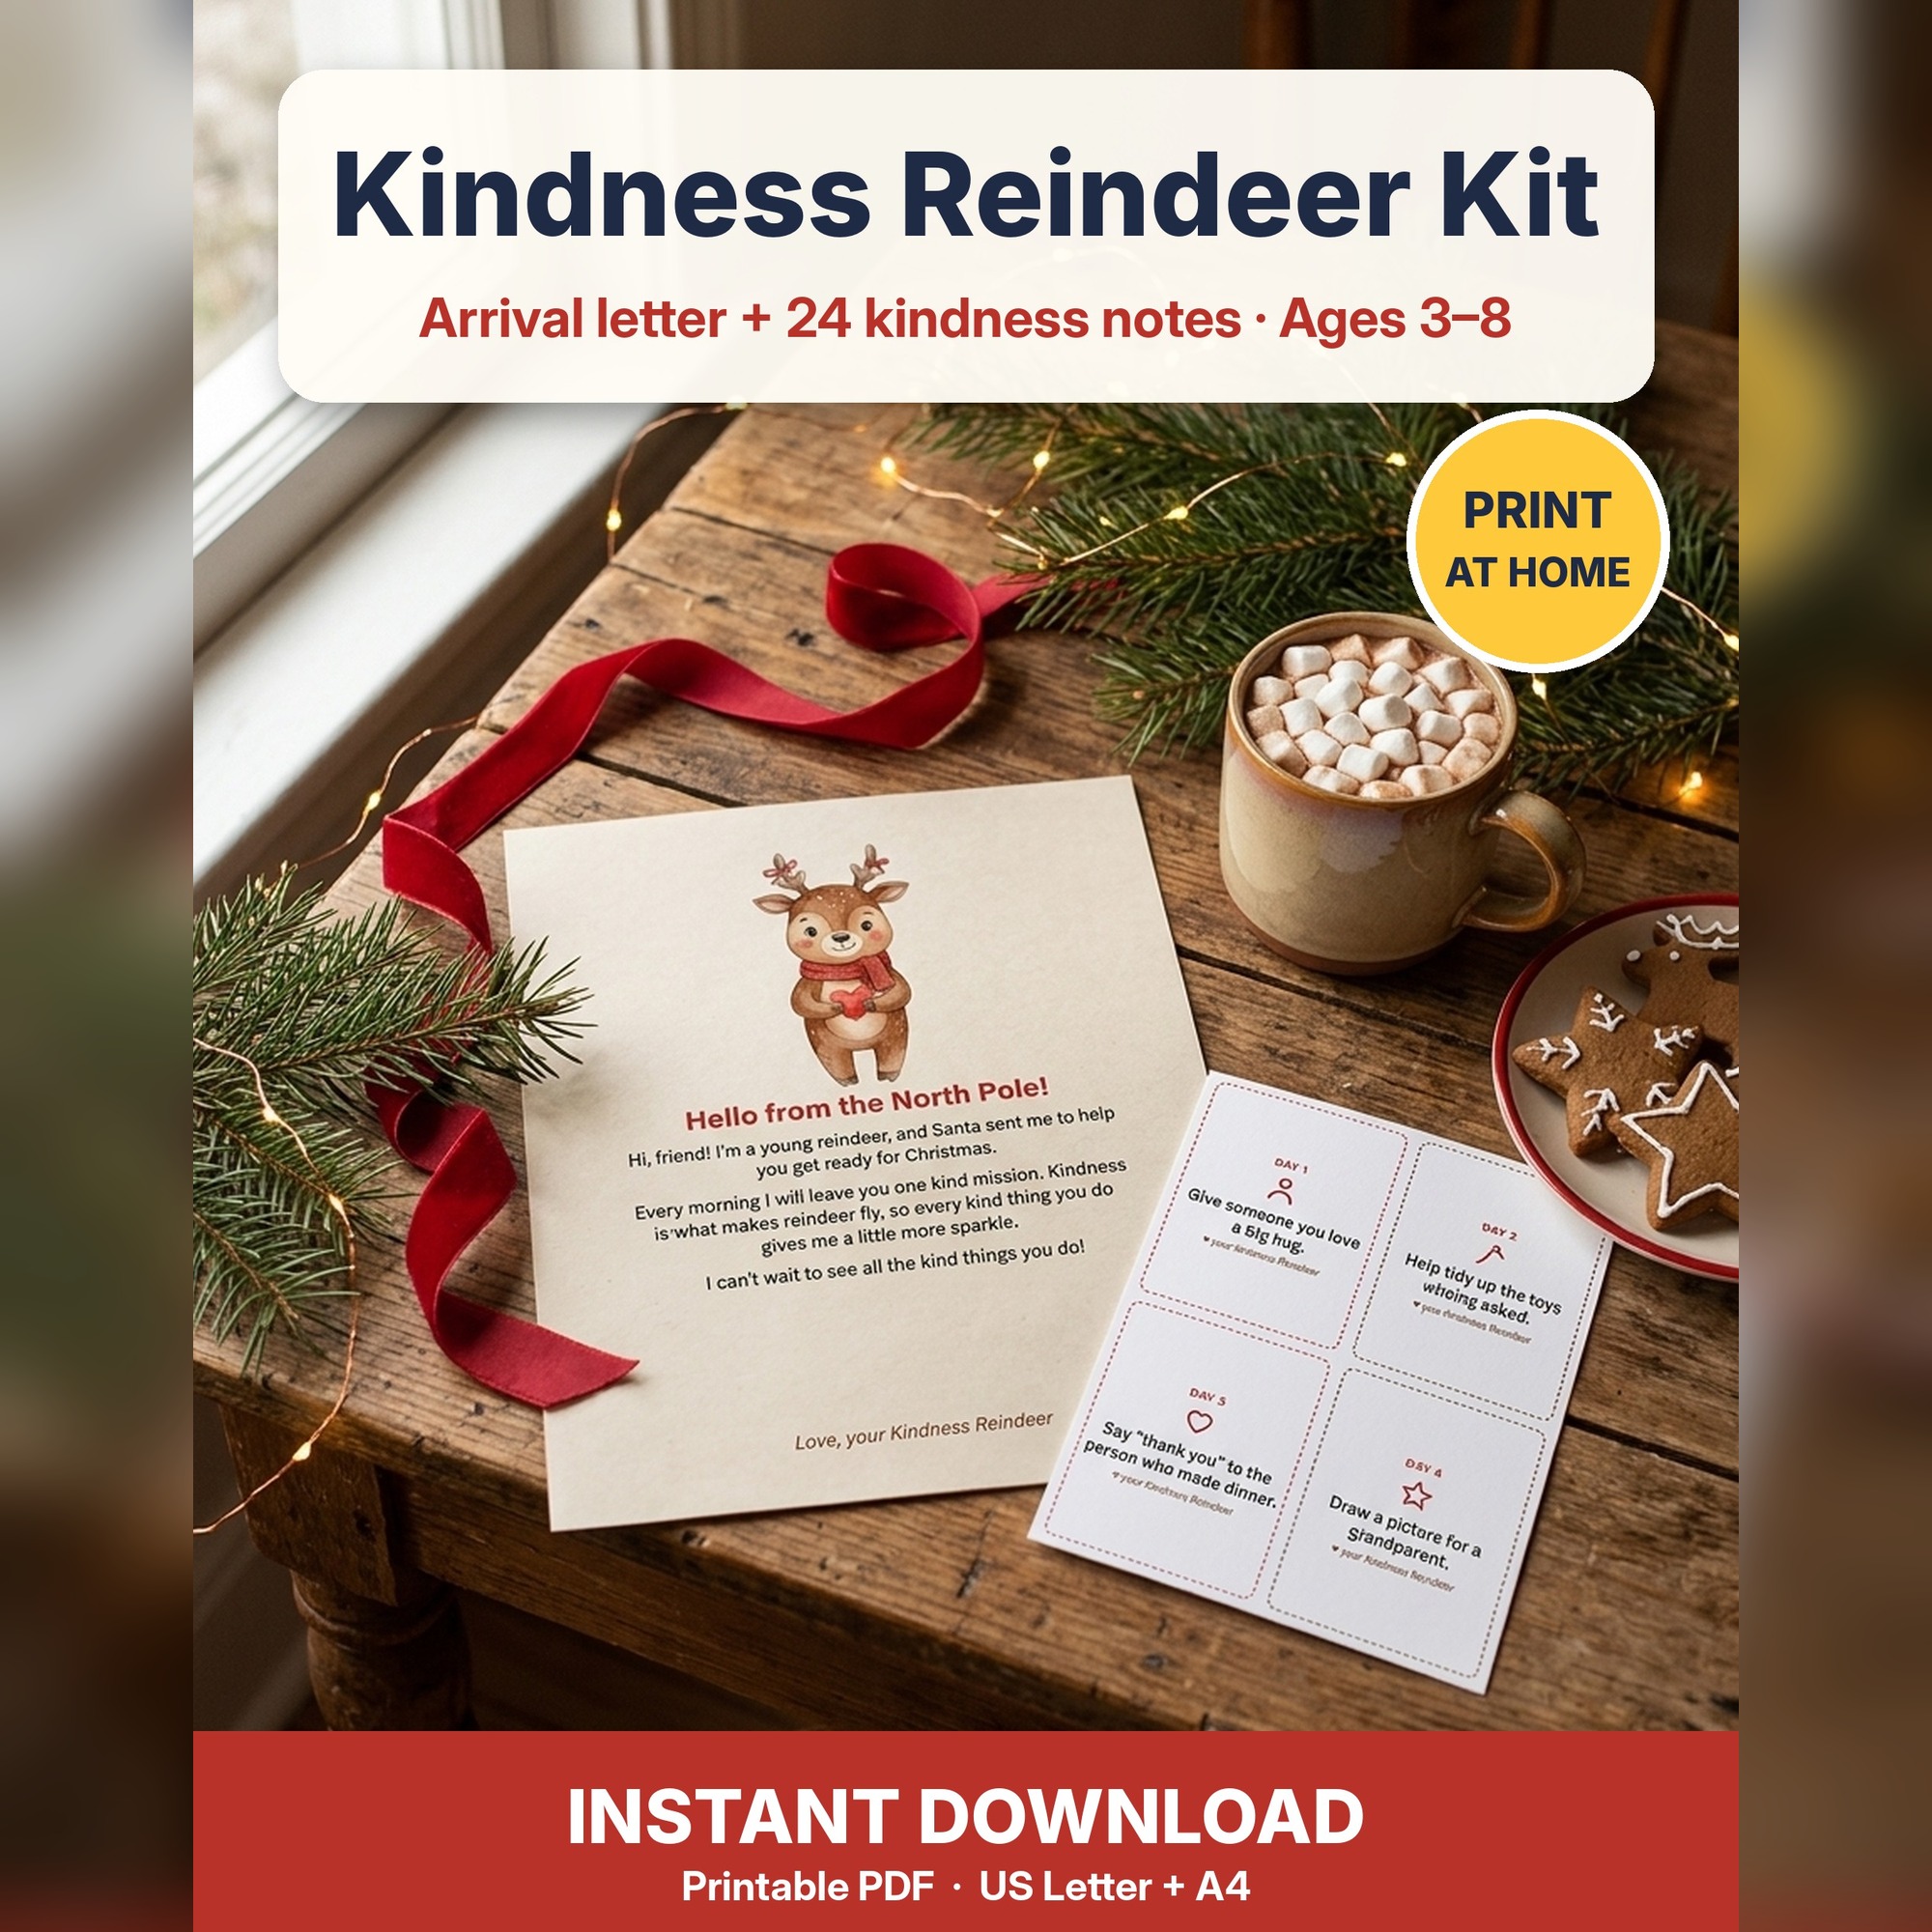 Kindness Reindeer Kit
Arrival letter + 24 kindness notes · Ages 3–8
PRINT
AT HOME
Hello from the North Pole!
Hi, friend! I'm a young reindeer, and Santa sent me to help
you get ready for Christmas.
Every morning I will leave you one kind mission. Kindness
is what makes reindeer fly, so every kind thing you do
gives me a little more sparkle.
I can't wait to see all the kind things you do!
Love, your Kindness Reindeer
DAY 1
Give someone you love
a hug.
DAY 2
Help tidy up the toys
asked.
DAY 5
Say "thank you" to the
person who made dinner.
Draw a picture for a
INSTANT DOWNLOAD
Printable PDF · US Letter + A4